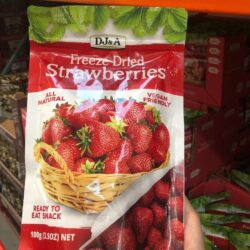 DJ&A
Freeze Dried
Strawberries
ALL
NATURAL
VEGAN
FRIENDLY
READY TO
EAT SNACK
100g (3.5OZ) NET